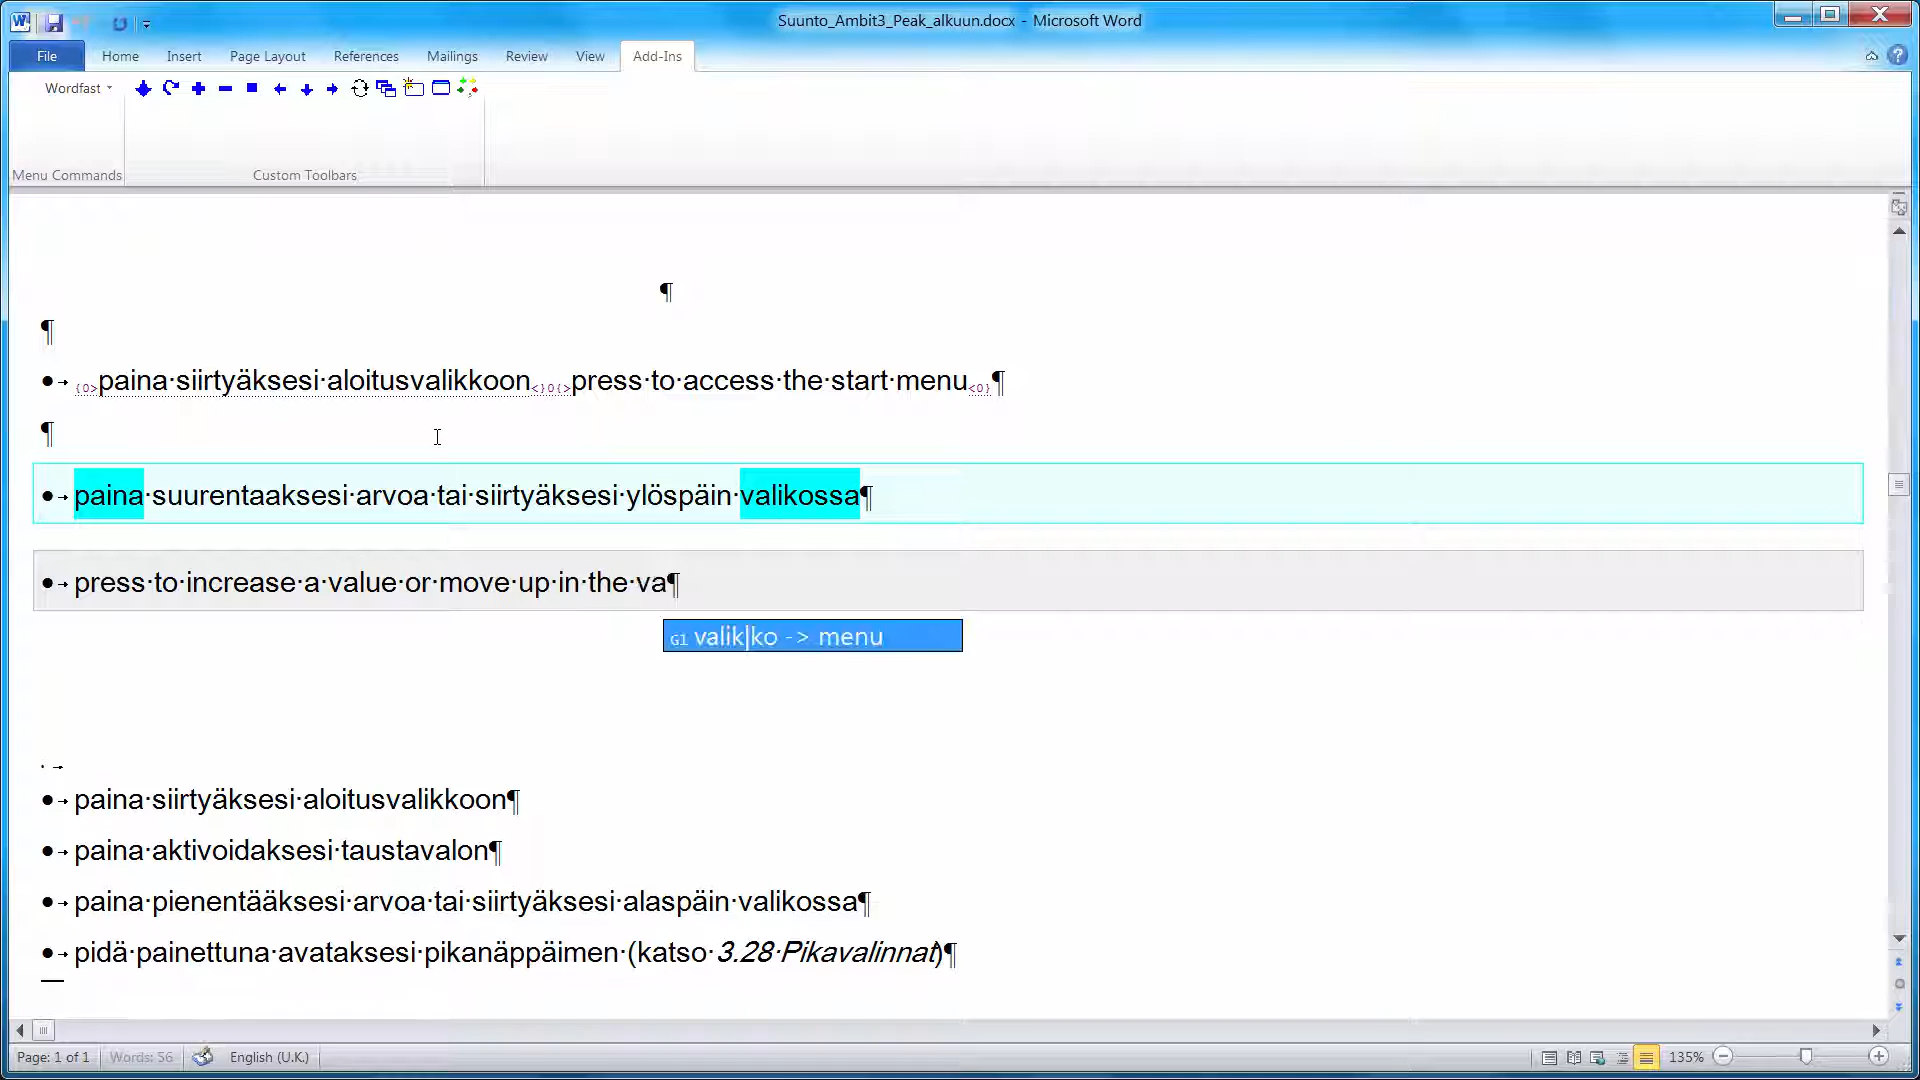 Suunto_Ambit3_Peak_alkuun.docx - Microsoft Word
File Home Insert Page Layout References Mailings Review View Add-Ins
Wordfast
Menu Commands Custom Toolbars
¶
¶
{0>paina siirtyäksesi aloitusvalikkoon<}0{>press to access the start menu<0}¶
¶
paina suurentaaksesi arvoa tai siirtyäksesi ylöspäin valikossa¶
press to increase a value or move up in the va¶
G1 valik|ko -> menu
paina siirtyäksesi aloitusvalikkoon¶
paina aktivoidaksesi taustavalon¶
paina pienentääksesi arvoa tai siirtyäksesi alaspäin valikossa¶
pidä painettuna avataksesi pikanäppäimen (katso 3.28 Pikavalinnat)¶
Page: 1 of 1 Words: 56 English (U.K.) 135%